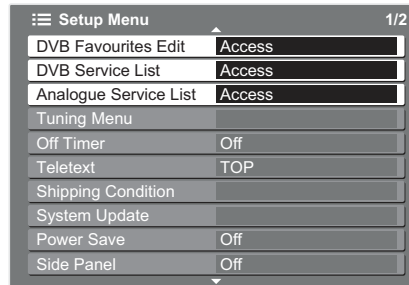 Setup Menu 1/2
DVB Favourites Edit Access
DVB Service List Access
Analogue Service List Access
Tuning Menu
Off Timer Off
Teletext TOP
Shipping Condition
System Update
Power Save Off
Side Panel Off